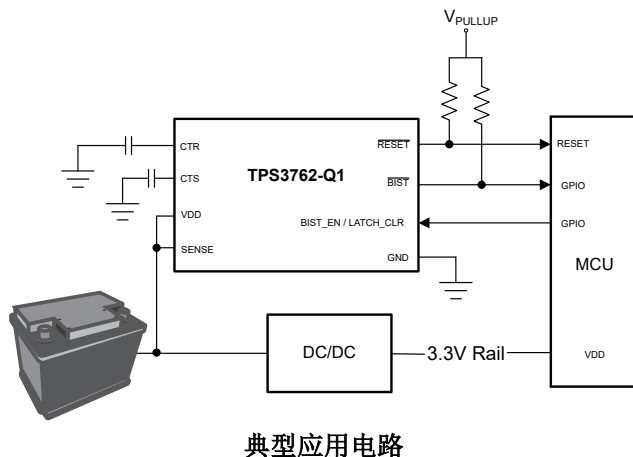 VPULLUP
CTR
CTS
VDD
SENSE
TPS3762-Q1
RESET
BIST
BIST_EN / LATCH_CLR
GND
RESET
GPIO
GPIO
MCU
VDD
DC/DC
3.3V Rail
典型应用电路